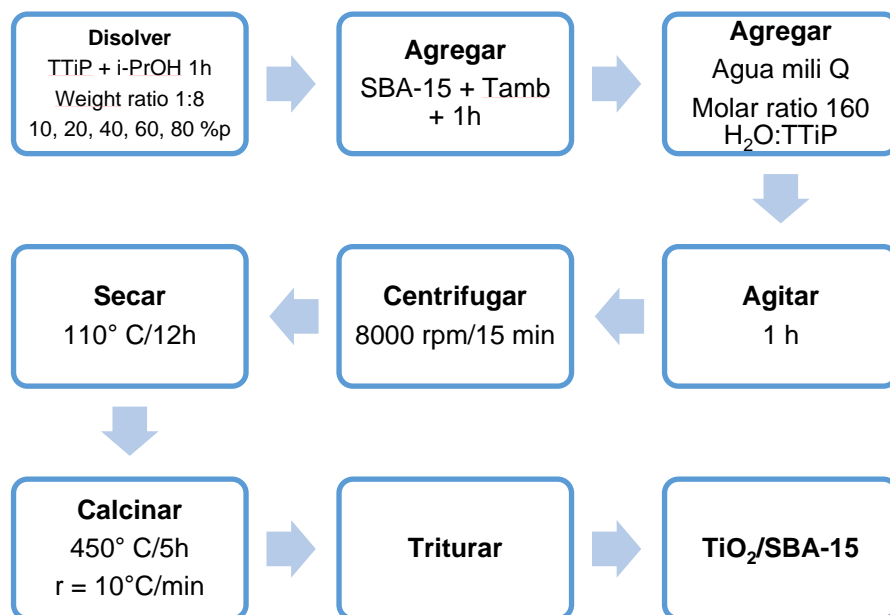 Disolver
TTiP + i-PrOH 1h
Weight ratio 1:8
10, 20, 40, 60, 80 %p
Agregar
SBA-15 + Tamb
+ 1h
Agregar
Agua mili Q
Molar ratio 160
H₂O:TTiP
Agitar
1 h
Centrifugar
8000 rpm/15 min
Secar
110° C/12h
Calcinar
450° C/5h
r = 10°C/min
Triturar
TiO₂/SBA-15